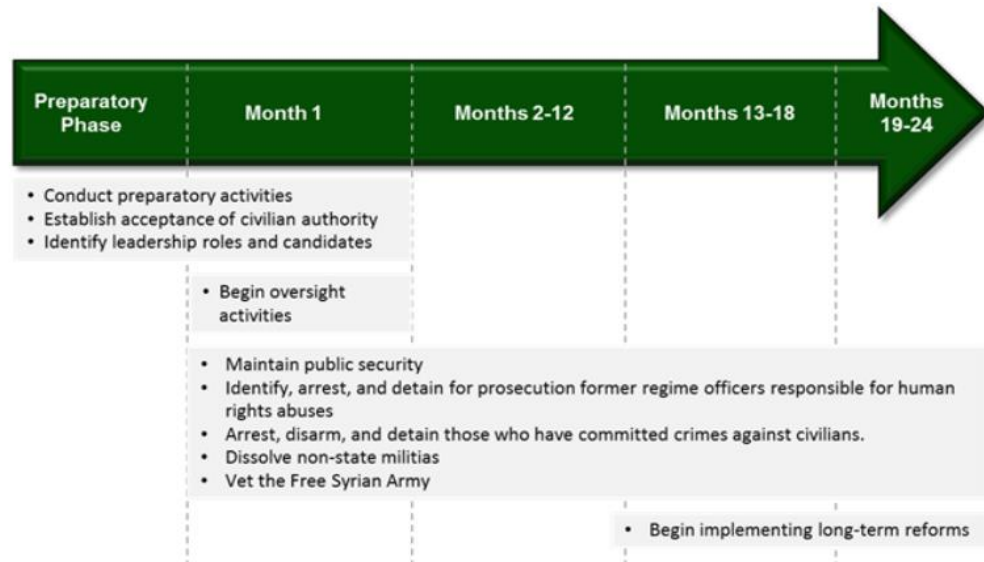 Preparatory
Phase
Month 1
Months 2-12
Months 13-18
Months
19-24
• Conduct preparatory activities
• Establish acceptance of civilian authority
• Identify leadership roles and candidates
• Begin oversight
activities
• Maintain public security
• Identify, arrest, and detain for prosecution former regime officers responsible for human
rights abuses
• Arrest, disarm, and detain those who have committed crimes against civilians.
• Dissolve non-state militias
• Vet the Free Syrian Army
• Begin implementing long-term reforms